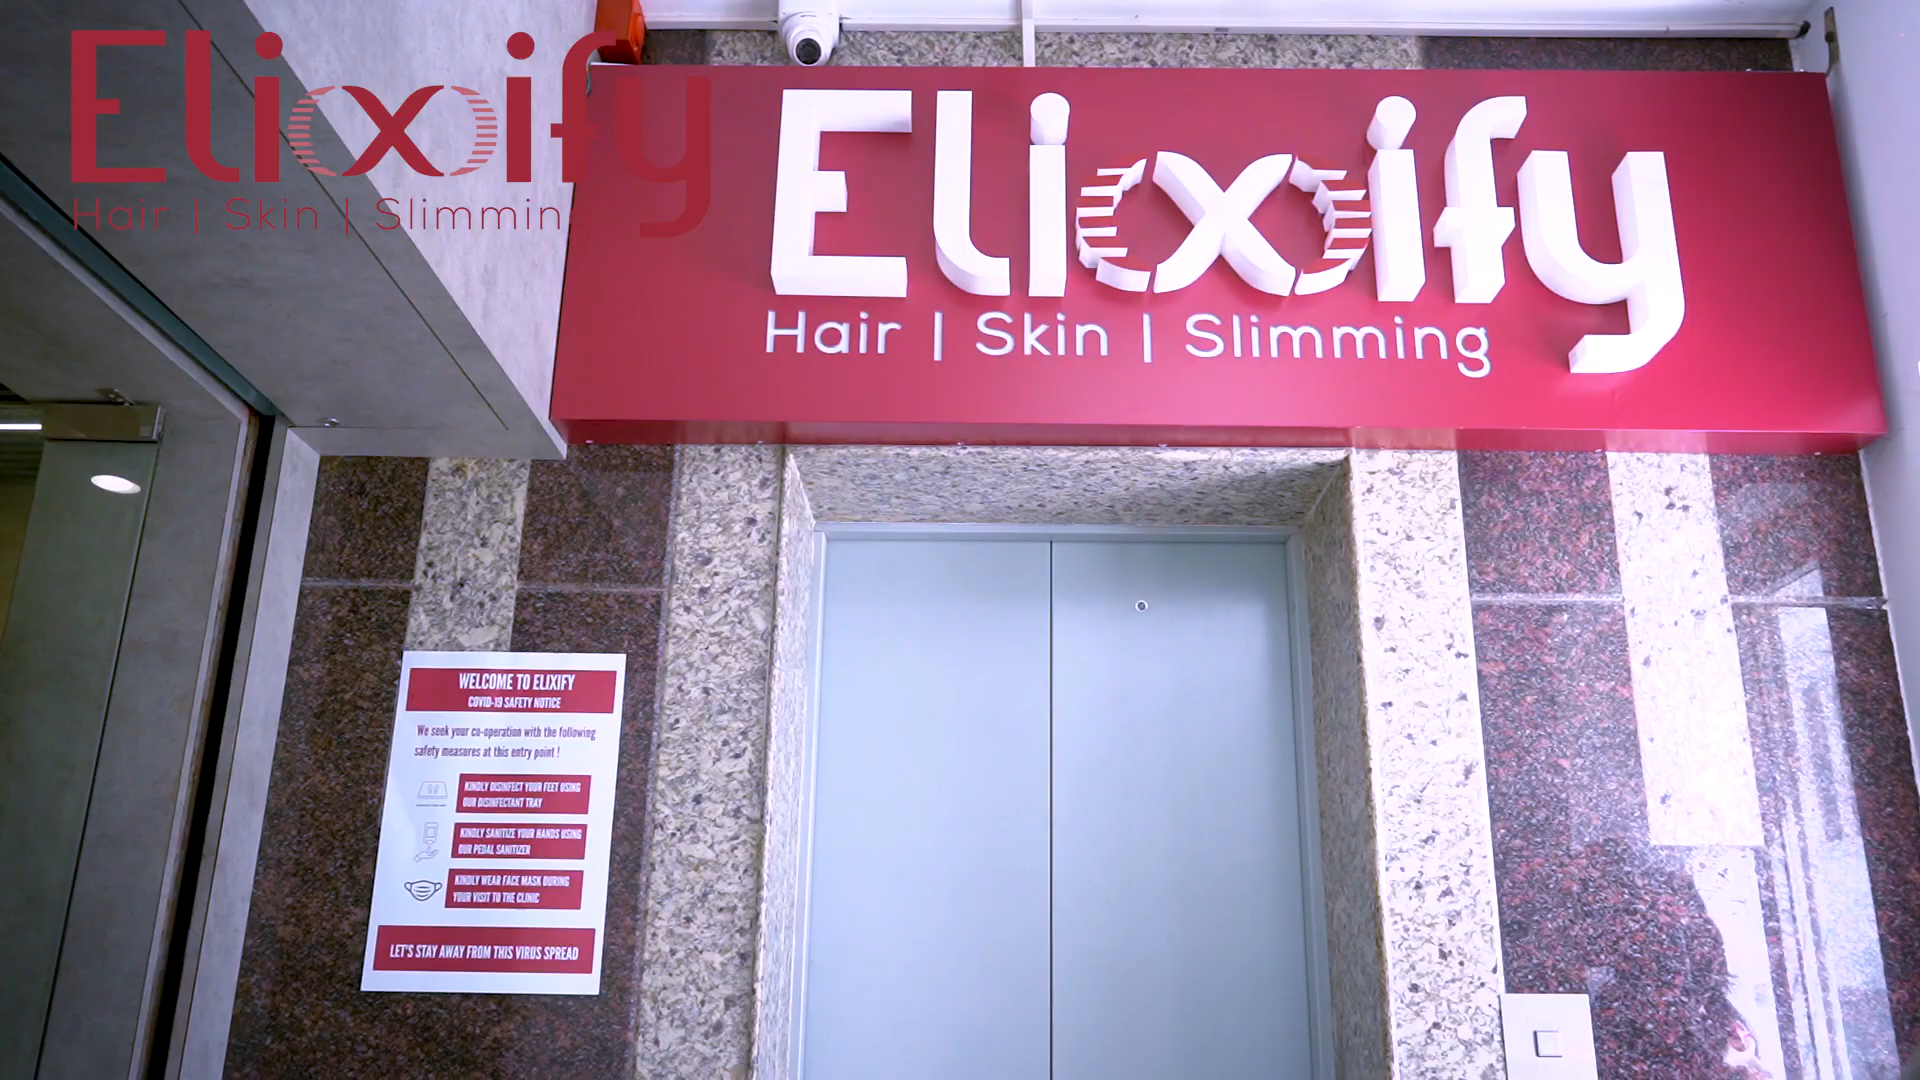 Elixify
Hair | Skin | Slimmin
Elixify
Hair | Skin | Slimming
WELCOME TO ELIXIFY
COVID-19 SAFETY NOTICE
We seek your co-operation with the following
safety measures at this entry point !
KINDLY DISINFECT YOUR FEET USING
OUR DISINFECTANT TRAY
KINDLY SANITIZE YOUR HANDS USING
OUR PEDAL SANITIZER
KINDLY WEAR FACE MASK DURING
YOUR VISIT TO THE CLINIC
LET'S STAY AWAY FROM THIS VIRUS SPREAD